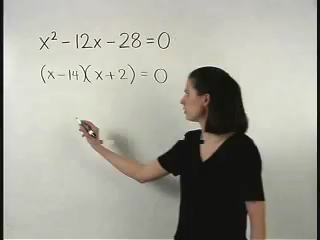 x² - 12x - 28 = 0
(x - 14)(x + 2) = 0